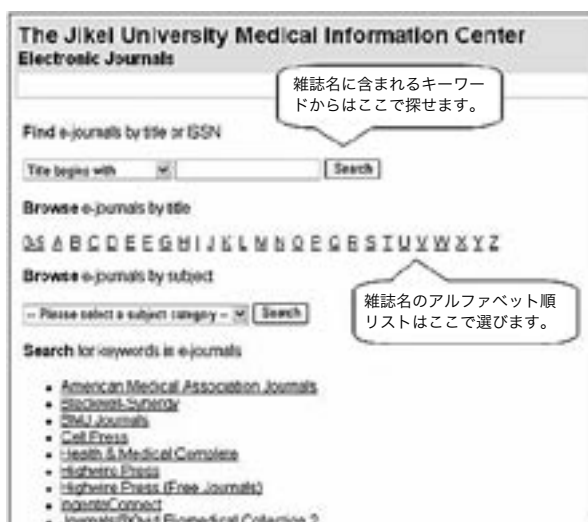 The Jikei University Medical Information Center
Electronic Journals
雑誌名に含まれるキーワー
ドからはここで探せます。
Find e-journals by title or ISSN
Title begins with Search
Browse e-journals by title
0-9 A B C D E F G H I J K L M N O P Q R S T U V W X Y Z
Browse e-journals by subject
-- Please select a subject category -- Search
雑誌名のアルファベット順
リストはここで選びます。
Search for keywords in e-journals
American Medical Association Journals
Blackwell-Synergy
BMJ Journals
Cell Press
Health & Medical Complete
Highwire Press
Highwire Press (Free Journals)
IngentaConnect
Journals@Ovid Biomedical Collection 2